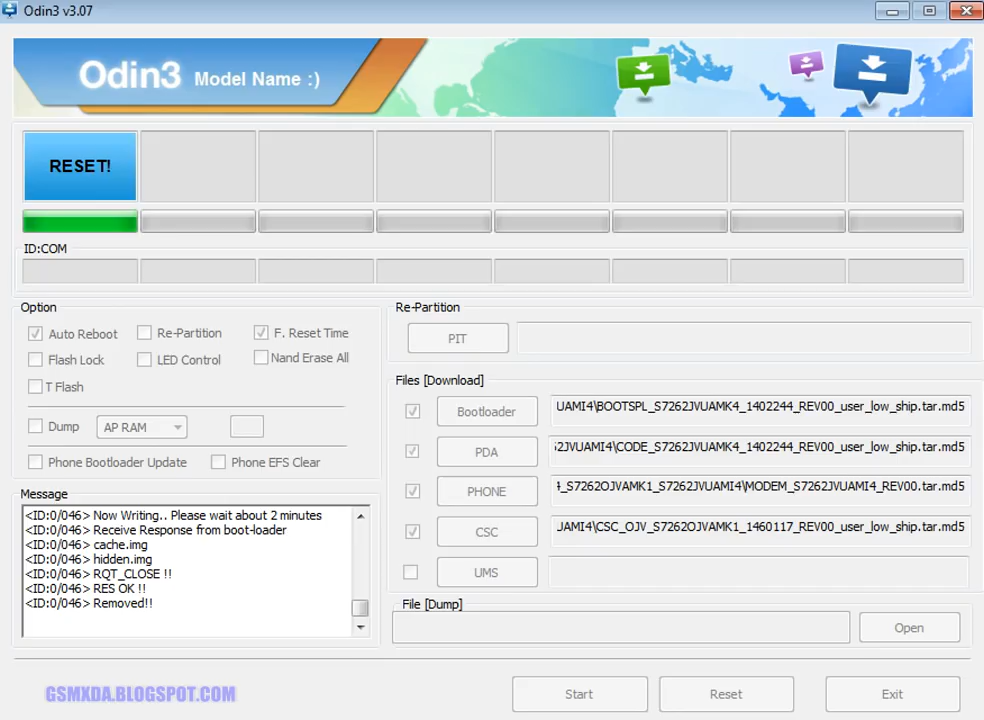 Odin3 v3.07
Odin3 Model Name :)
RESET!
ID:COM
Option
Auto Reboot
Re-Partition
F. Reset Time
Flash Lock
LED Control
Nand Erase All
T Flash
Dump
AP RAM
Phone Bootloader Update
Phone EFS Clear
Message
<ID:0/046> Now Writing.. Please wait about 2 minutes
<ID:0/046> Receive Response from boot-loader
<ID:0/046> cache.img
<ID:0/046> hidden.img
<ID:0/046> RQT_CLOSE !!
<ID:0/046> RES OK !!
<ID:0/046> Removed!!
Re-Partition
PIT
Files [Download]
Bootloader UAMI4\BOOTSPL_S7262JVUAMK4_1402244_REV00_user_low_ship.tar.md5
PDA 2JVUAMI4\CODE_S7262JVUAMK4_1402244_REV00_user_low_ship.tar.md5
PHONE 4_S7262OJVAMK1_S7262JVUAMI4\MODEM_S7262JVUAMI4_REV00.tar.md5
CSC UAMI4\CSC_OJV_S7262OJVAMK1_1460117_REV00_user_low_ship.tar.md5
UMS
File [Dump]
Open
GSMXDA.BLOGSPOT.COM
Start
Reset
Exit